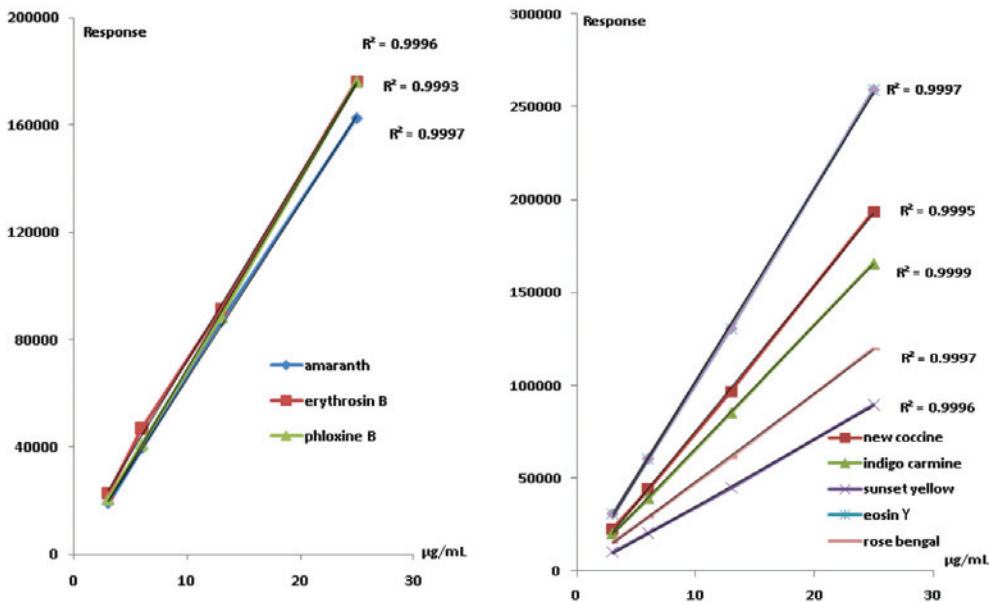 200000
Response
R² = 0.9996
R² = 0.9993
160000
R² = 0.9997
120000
80000
amaranth
erythrosin B
40000
phloxine B
0
µg/mL
0
10
20
30
300000
Response
R² = 0.9997
250000
200000
R² = 0.9995
R² = 0.9999
150000
R² = 0.9997
100000
R² = 0.9996
new coccine
indigo carmine
50000
sunset yellow
eosin Y
rose bengal
0
µg/mL
0
10
20
30